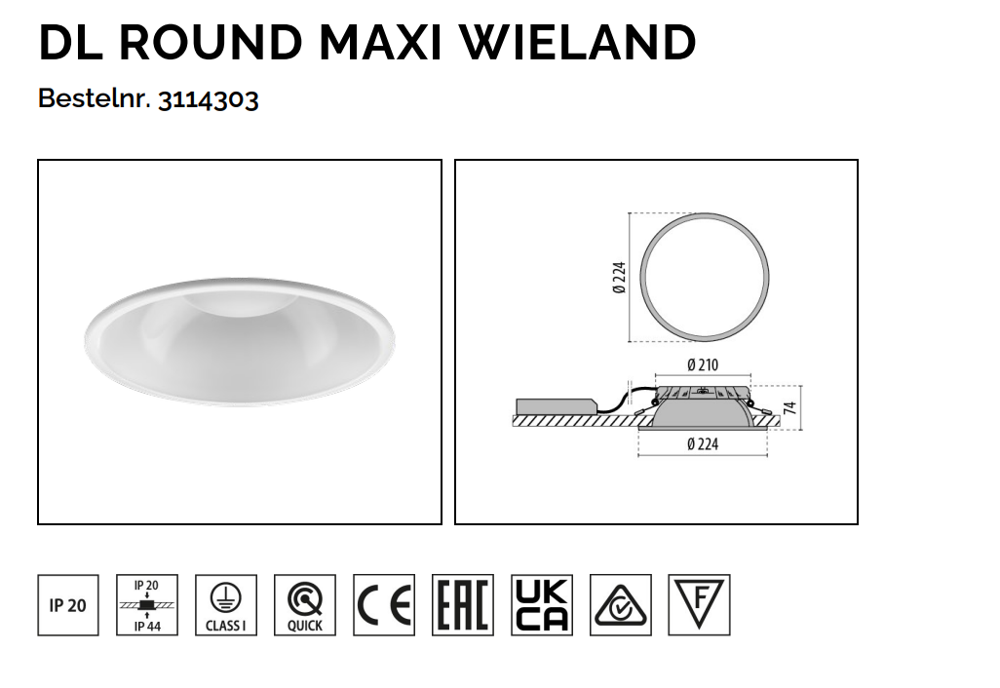 DL ROUND MAXI WIELAND
Bestelnr. 3114303
Ø 224
Ø 210
74
Ø 224
IP 20
IP 20
IP 44
CLASS I
QUICK
CE
EAC
UK
CA
F